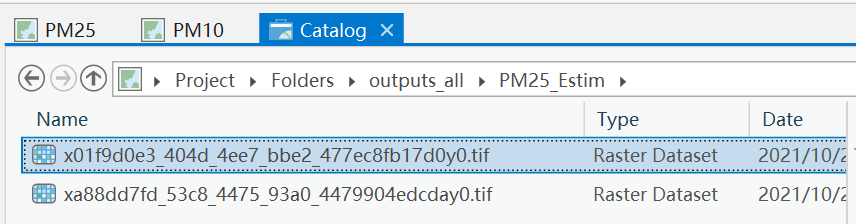 PM25 PM10 Catalog
Project Folders outputs_all PM25_Estim
Name Type Date
x01f9d0e3_404d_4ee7_bbe2_477ec8fb17d0y0.tif Raster Dataset 2021/10/2
xa88dd7fd_53c8_4475_93a0_4479904edcday0.tif Raster Dataset 2021/10/2